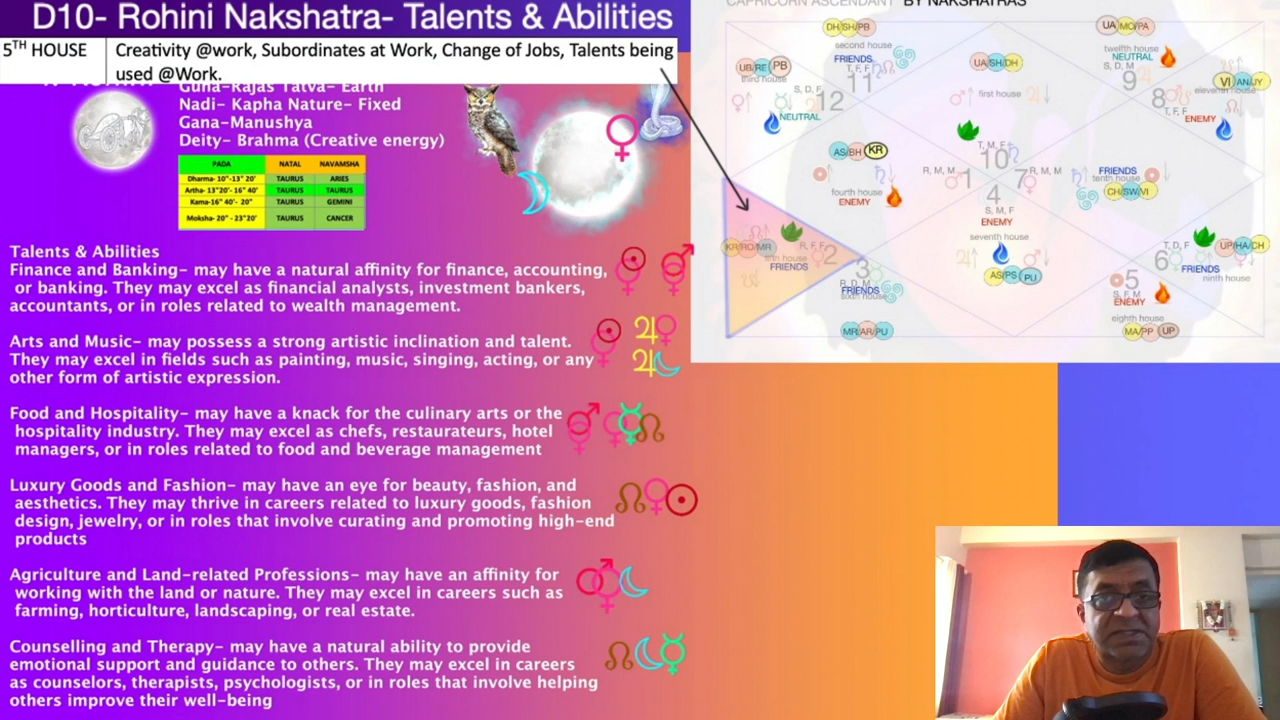 D10- Rohini Nakshatra- Talents & Abilities
5TH HOUSE
Creativity @work, Subordinates at Work, Change of Jobs, Talents being
used @Work.
Guna-Rajas Tatva- Earth
Nadi- Kapha Nature- Fixed
Gana-Manushya
Deity- Brahma (Creative energy)
PADA NATAL NAVAMSHA
Dharma- 10°-13° 20' TAURUS ARIES
Artha- 13°20'- 16° 40' TAURUS TAURUS
Kama-16° 40'- 20° TAURUS GEMINI
Moksha- 20° - 23°20' TAURUS CANCER
Talents & Abilities
Finance and Banking- may have a natural affinity for finance, accounting,
or banking. They may excel as financial analysts, investment bankers,
accountants, or in roles related to wealth management.
Arts and Music- may possess a strong artistic inclination and talent.
They may excel in fields such as painting, music, singing, acting, or any
other form of artistic expression.
Food and Hospitality- may have a knack for the culinary arts or the
hospitality industry. They may excel as chefs, restaurateurs, hotel
managers, or in roles related to food and beverage management
Luxury Goods and Fashion- may have an eye for beauty, fashion, and
aesthetics. They may thrive in careers related to luxury goods, fashion
design, jewelry, or in roles that involve curating and promoting high-end
products
Agriculture and Land-related Professions- may have an affinity for
working with the land or nature. They may excel in careers such as
farming, horticulture, landscaping, or real estate.
Counselling and Therapy- may have a natural ability to provide
emotional support and guidance to others. They may excel in careers
as counselors, therapists, psychologists, or in roles that involve helping
others improve their well-being
CAPRICORN ASCENDANT BY NAKSHATRAS
DH/SH/PB
second house
FRIENDS
T, F, F
11
UA MO/PA
twelfth house
NEUTRAL
S, D, M
9
UB/RE PB
third house
S, D, F
12
NEUTRAL
UA/SH/DH
first house
T, M, F
10
VI AN/JY
eleventh house
8
T, F, F
ENEMY
AS/BH KR
fourth house
ENEMY
R, M, M
1
7
R, M, M
FRIENDS
tenth house
CH/SW/VI
4
S, M, F
ENEMY
seventh house
AS/PS PU
KR/RO/MR
fifth house
FRIENDS
R, F, F
2
3
R, D, M
FRIENDS
sixth house
MR/AR/PU
T, D, F
6
UP/HA/CH
FRIENDS
ninth house
5
S, F, M
ENEMY
eighth house
MA/PP UP